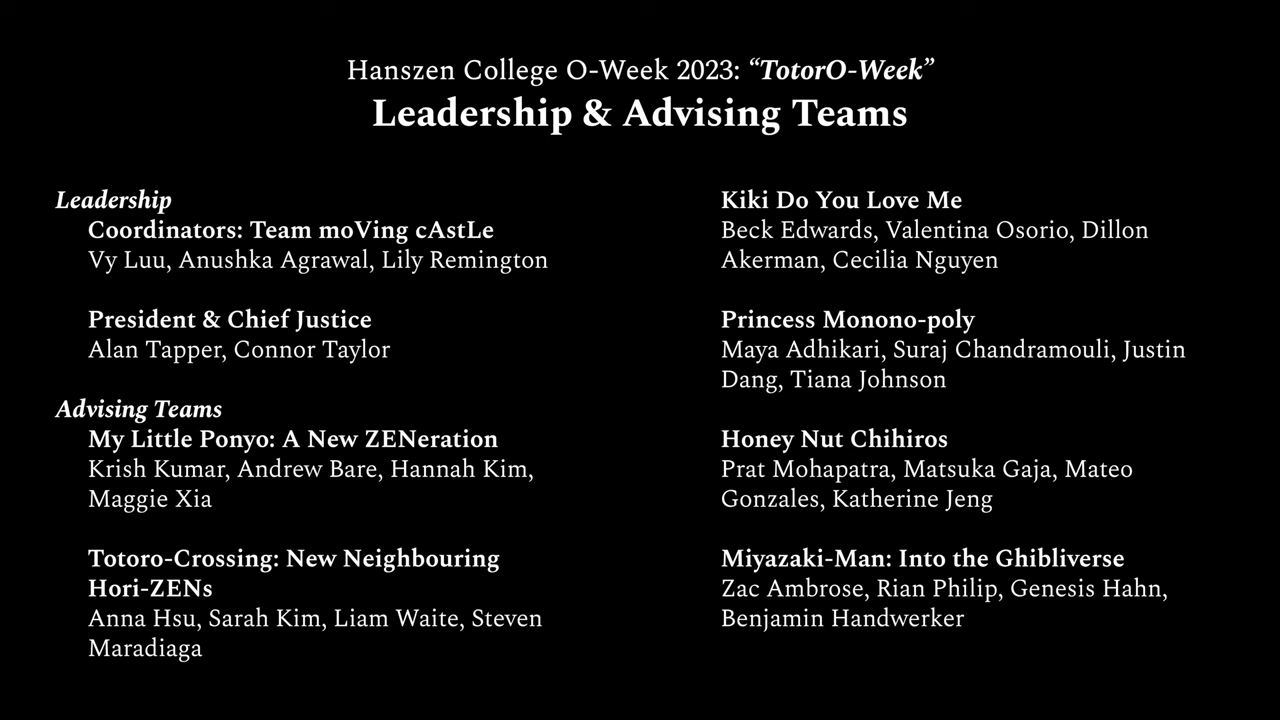 Hanszen College O-Week 2023: “TotorO-Week”
Leadership & Advising Teams
Leadership
Coordinators: Team moVing cAstLe
Vy Luu, Anushka Agrawal, Lily Remington
President & Chief Justice
Alan Tapper, Connor Taylor
Advising Teams
My Little Ponyo: A New ZENeration
Krish Kumar, Andrew Bare, Hannah Kim,
Maggie Xia
Totoro-Crossing: New Neighbouring
Hori-ZENs
Anna Hsu, Sarah Kim, Liam Waite, Steven
Maradiaga
Kiki Do You Love Me
Beck Edwards, Valentina Osorio, Dillon
Akerman, Cecilia Nguyen
Princess Monono-poly
Maya Adhikari, Suraj Chandramouli, Justin
Dang, Tiana Johnson
Honey Nut Chihiros
Prat Mohapatra, Matsuka Gaja, Mateo
Gonzales, Katherine Jeng
Miyazaki-Man: Into the Ghibliverse
Zac Ambrose, Rian Philip, Genesis Hahn,
Benjamin Handwerker